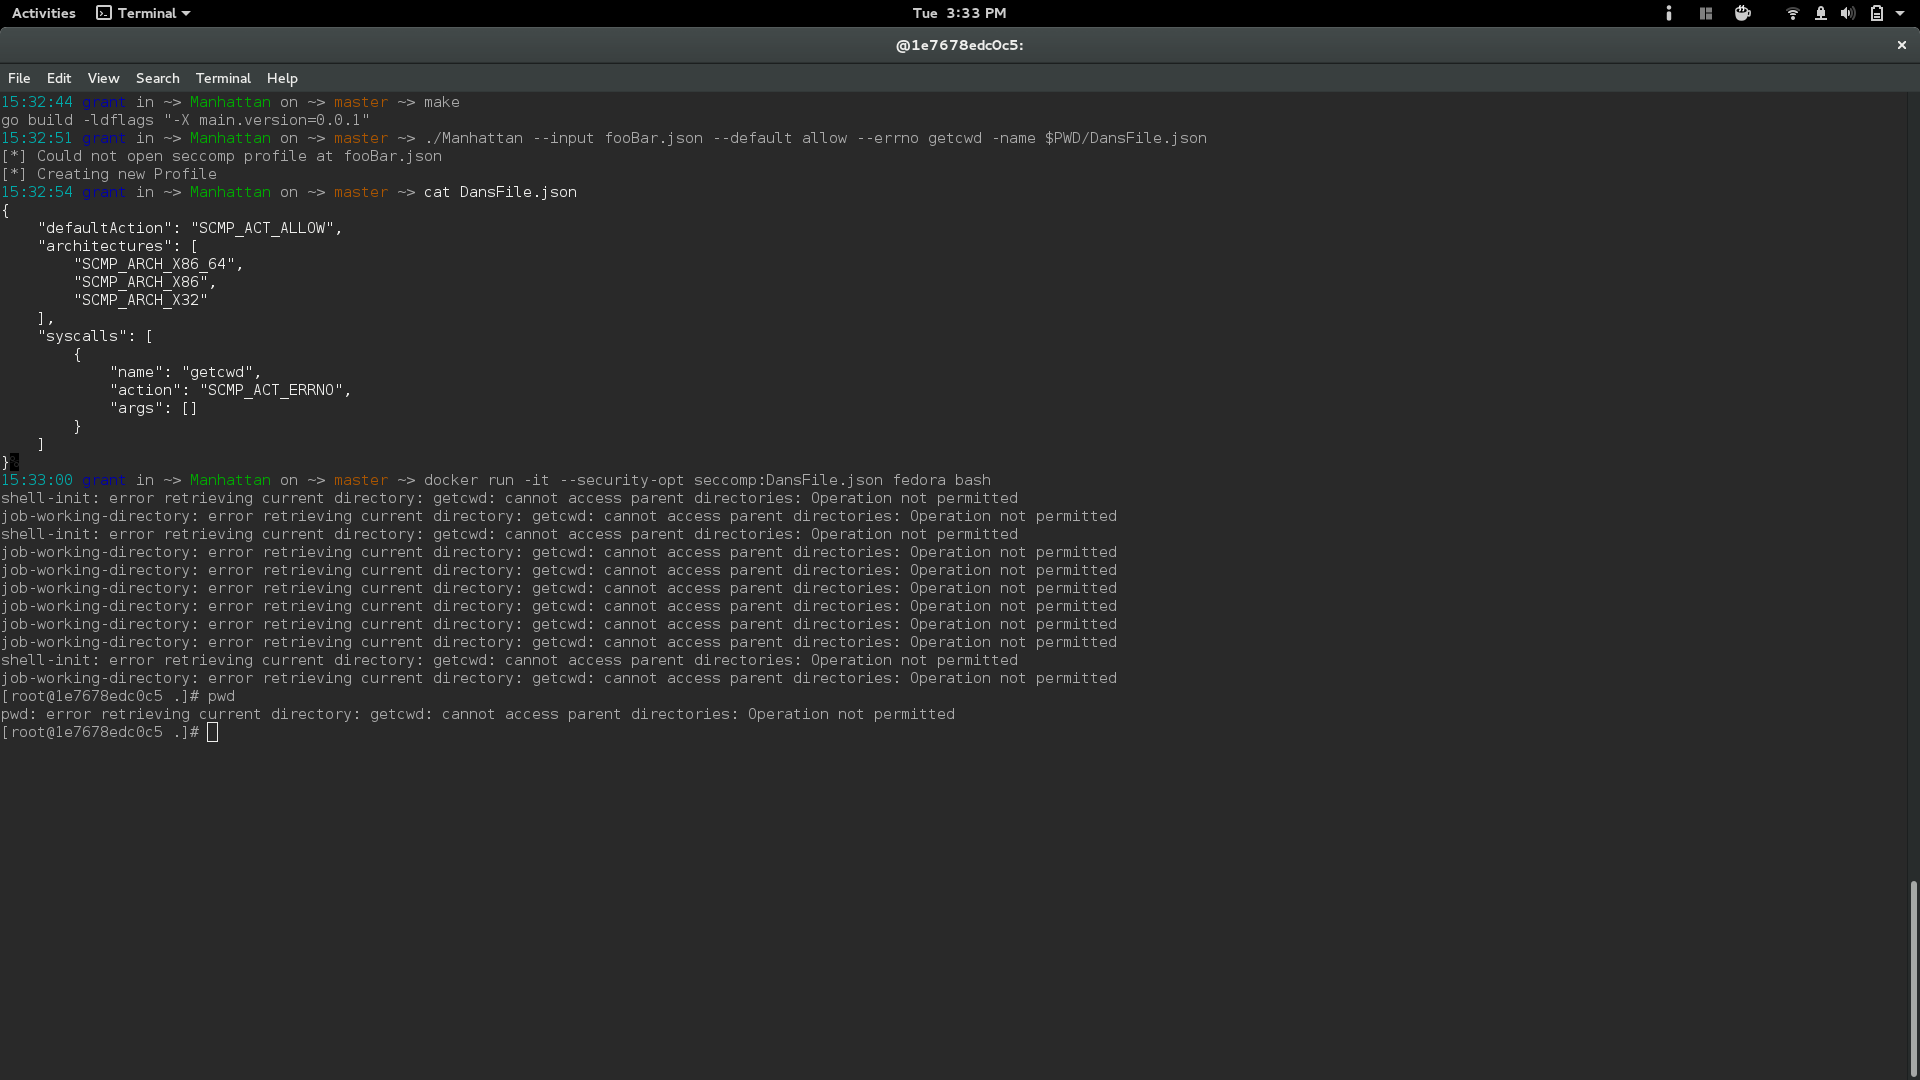 Activities Terminal Tue 3:33 PM
@1e7678edc0c5:
File Edit View Search Terminal Help
15:32:44 grant in ~> Manhattan on ~> master ~> make
go build -ldflags "-X main.version=0.0.1"
15:32:51 grant in ~> Manhattan on ~> master ~> ./Manhattan --input fooBar.json --default allow --errno getcwd -name $PWD/DansFile.json
[*] Could not open seccomp profile at fooBar.json
[*] Creating new Profile
15:32:54 grant in ~> Manhattan on ~> master ~> cat DansFile.json
{
    "defaultAction": "SCMP_ACT_ALLOW",
    "architectures": [
        "SCMP_ARCH_X86_64",
        "SCMP_ARCH_X86",
        "SCMP_ARCH_X32"
    ],
    "syscalls": [
        {
            "name": "getcwd",
            "action": "SCMP_ACT_ERRNO",
            "args": []
        }
    ]
}%
15:33:00 grant in ~> Manhattan on ~> master ~> docker run -it --security-opt seccomp:DansFile.json fedora bash
shell-init: error retrieving current directory: getcwd: cannot access parent directories: Operation not permitted
job-working-directory: error retrieving current directory: getcwd: cannot access parent directories: Operation not permitted
shell-init: error retrieving current directory: getcwd: cannot access parent directories: Operation not permitted
job-working-directory: error retrieving current directory: getcwd: cannot access parent directories: Operation not permitted
job-working-directory: error retrieving current directory: getcwd: cannot access parent directories: Operation not permitted
job-working-directory: error retrieving current directory: getcwd: cannot access parent directories: Operation not permitted
job-working-directory: error retrieving current directory: getcwd: cannot access parent directories: Operation not permitted
job-working-directory: error retrieving current directory: getcwd: cannot access parent directories: Operation not permitted
job-working-directory: error retrieving current directory: getcwd: cannot access parent directories: Operation not permitted
shell-init: error retrieving current directory: getcwd: cannot access parent directories: Operation not permitted
job-working-directory: error retrieving current directory: getcwd: cannot access parent directories: Operation not permitted
[root@1e7678edc0c5 .]# pwd
pwd: error retrieving current directory: getcwd: cannot access parent directories: Operation not permitted
[root@1e7678edc0c5 .]#